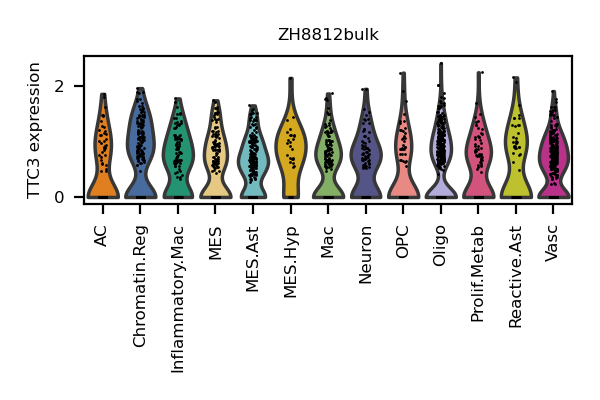 ZH8812bulk
TTC3 expression
2
0
AC
Chromatin.Reg
Inflammatory.Mac
MES
MES.Ast
MES.Hyp
Mac
Neuron
OPC
Oligo
Prolif.Metab
Reactive.Ast
Vasc